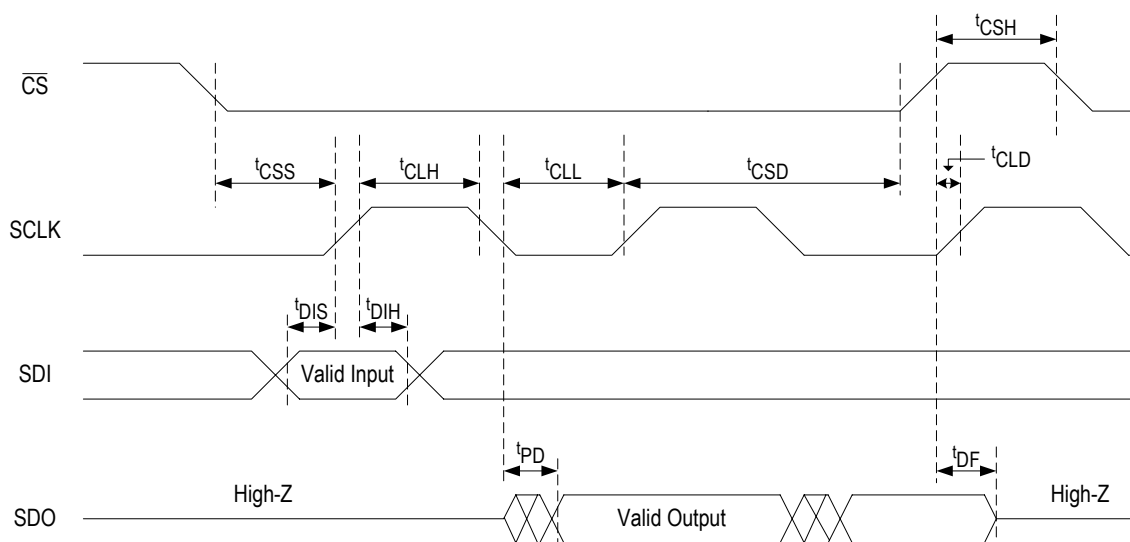 tCSH
CS
tCSS
tCLH
tCLL
tCSD
tCLD
SCLK
tDIS
tDIH
SDI
Valid Input
tPD
tDF
High-Z
High-Z
SDO
Valid Output